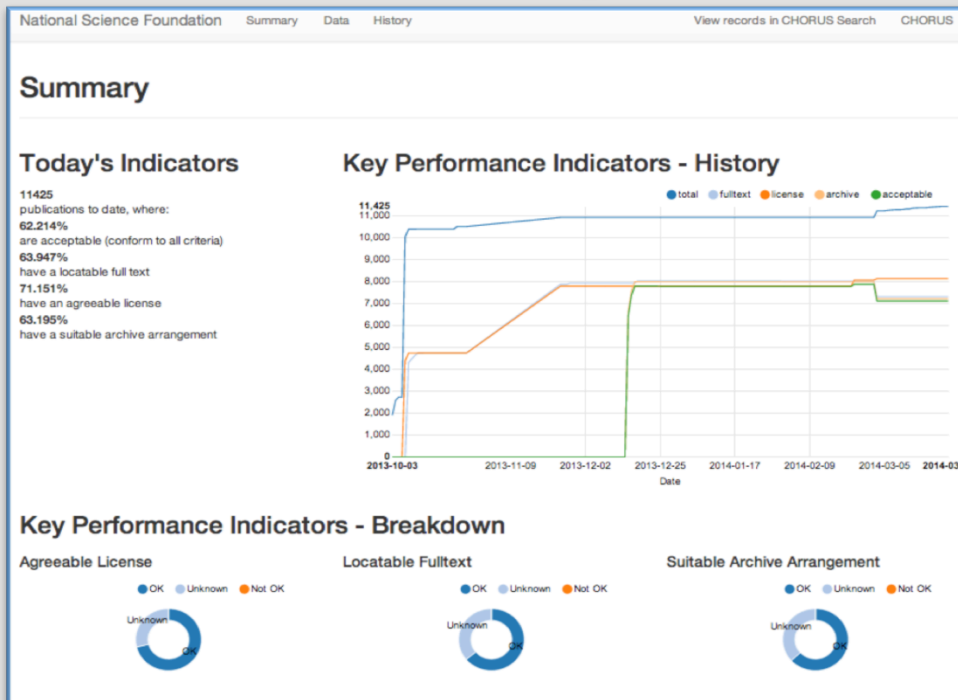 National Science Foundation Summary Data History View records in CHORUS Search CHORUS
Summary
Today's Indicators
11425
publications to date, where:
62.214%
are acceptable (conform to all criteria)
63.947%
have a locatable full text
71.151%
have an agreeable license
63.195%
have a suitable archive arrangement
Key Performance Indicators - History
total fulltext license archive acceptable
11,425
11,000
10,000
9,000
8,000
7,000
6,000
5,000
4,000
3,000
2,000
1,000
0
2013-10-03 2013-11-09 2013-12-02 2013-12-25 2014-01-17 2014-02-09 2014-03-05 2014-03
Date
Key Performance Indicators - Breakdown
Agreeable License
OK Unknown Not OK
Unknown
OK
Locatable Fulltext
OK Unknown Not OK
Unknown
OK
Suitable Archive Arrangement
OK Unknown Not OK
Unknown
OK